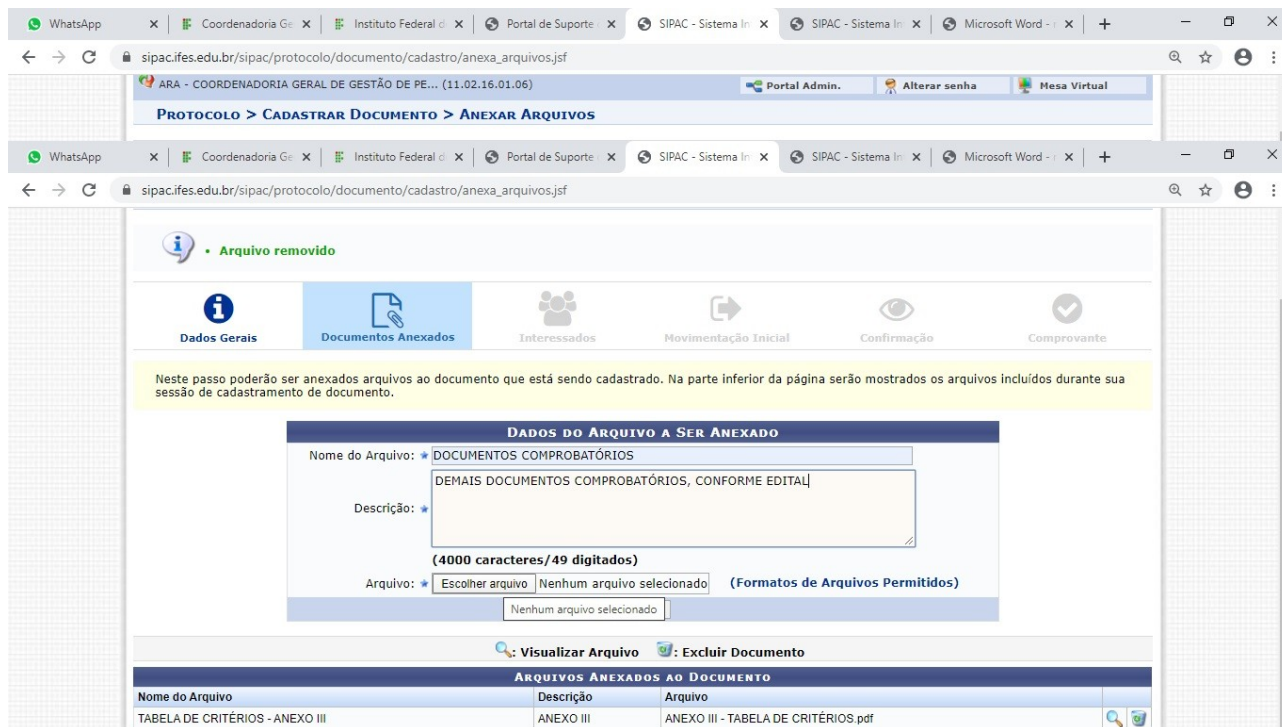 WhatsApp Coordenadoria Ge Instituto Federal d Portal de Suporte SIPAC - Sistema In SIPAC - Sistema In Microsoft Word -
sipac.ifes.edu.br/sipac/protocolo/documento/cadastro/anexa_arquivos.jsf
ARA - COORDENADORIA GERAL DE GESTÃO DE PE... (11.02.16.01.06) Portal Admin. Alterar senha Mesa Virtual
PROTOCOLO > CADASTRAR DOCUMENTO > ANEXAR ARQUIVOS
WhatsApp Coordenadoria Ge Instituto Federal d Portal de Suporte SIPAC - Sistema In SIPAC - Sistema In Microsoft Word -
sipac.ifes.edu.br/sipac/protocolo/documento/cadastro/anexa_arquivos.jsf
• Arquivo removido
Dados Gerais Documentos Anexados Interessados Movimentação Inicial Confirmação Comprovante
Neste passo poderão ser anexados arquivos ao documento que está sendo cadastrado. Na parte inferior da página serão mostrados os arquivos incluídos durante sua
sessão de cadastramento de documento.
DADOS DO ARQUIVO A SER ANEXADO
Nome do Arquivo: DOCUMENTOS COMPROBATÓRIOS
DEMAIS DOCUMENTOS COMPROBATÓRIOS, CONFORME EDITAL
Descrição:
(4000 caracteres/49 digitados)
Arquivo: Escolher arquivo Nenhum arquivo selecionado (Formatos de Arquivos Permitidos)
Nenhum arquivo selecionado
: Visualizar Arquivo : Excluir Documento
ARQUIVOS ANEXADOS AO DOCUMENTO
Nome do Arquivo Descrição Arquivo
TABELA DE CRITÉRIOS - ANEXO III ANEXO III ANEXO III - TABELA DE CRITÉRIOS.pdf